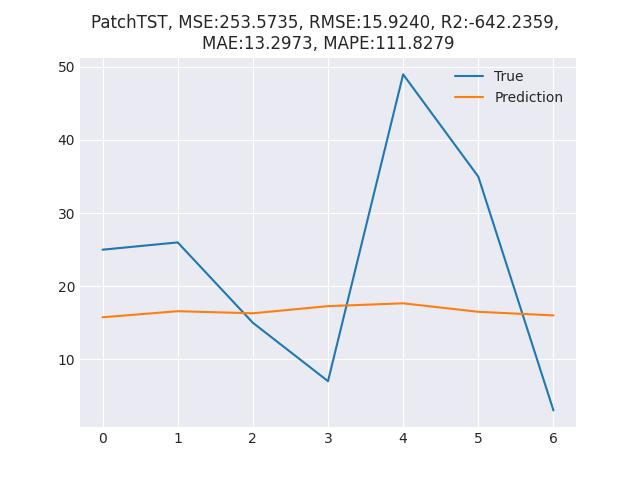 PatchTST, MSE:253.5735, RMSE:15.9240, R2:-642.2359,
MAE:13.2973, MAPE:111.8279
True
Prediction
50
40
30
20
10
0 1 2 3 4 5 6